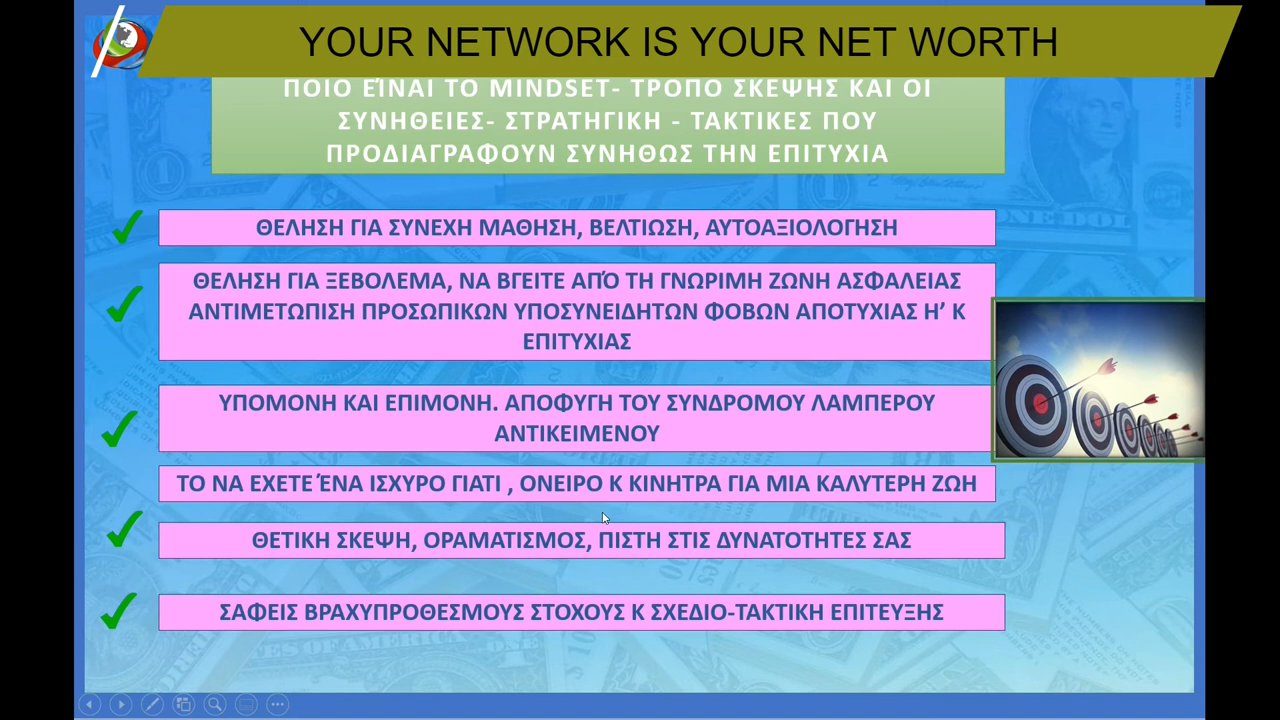 YOUR NETWORK IS YOUR NET WORTH
ΠΟΙΟ ΕΊΝΑΙ ΤΟ MINDSET- ΤΡΟΠΟ ΣΚΕΨΗΣ ΚΑΙ ΟΙ
ΣΥΝΗΘΕΙΕΣ- ΣΤΡΑΤΗΓΙΚΗ - ΤΑΚΤΙΚΕΣ ΠΟΥ
ΠΡΟΔΙΑΓΡΑΦΟΥΝ ΣΥΝΗΘΩΣ ΤΗΝ ΕΠΙΤΥΧΙΑ
ΘΕΛΗΣΗ ΓΙΑ ΣΥΝΕΧΗ ΜΑΘΗΣΗ, ΒΕΛΤΙΩΣΗ, ΑΥΤΟΑΞΙΟΛΟΓΗΣΗ
ΘΕΛΗΣΗ ΓΙΑ ΞΕΒΟΛΕΜΑ, ΝΑ ΒΓΕΙΤΕ ΑΠΌ ΤΗ ΓΝΩΡΙΜΗ ΖΩΝΗ ΑΣΦΑΛΕΙΑΣ
ΑΝΤΙΜΕΤΩΠΙΣΗ ΠΡΟΣΩΠΙΚΩΝ ΥΠΟΣΥΝΕΙΔΗΤΩΝ ΦΟΒΩΝ ΑΠΟΤΥΧΙΑΣ Η’ Κ
ΕΠΙΤΥΧΙΑΣ
ΥΠΟΜΟΝΗ ΚΑΙ ΕΠΙΜΟΝΗ. ΑΠΟΦΥΓΗ ΤΟΥ ΣΥΝΔΡΟΜΟΥ ΛΑΜΠΕΡΟΥ
ΑΝΤΙΚΕΙΜΕΝΟΥ
ΤΟ ΝΑ ΕΧΕΤΕ ΈΝΑ ΙΣΧΥΡΟ ΓΙΑΤΙ , ΟΝΕΙΡΟ Κ ΚΙΝΗΤΡΑ ΓΙΑ ΜΙΑ ΚΑΛΥΤΕΡΗ ΖΩΗ
ΘΕΤΙΚΗ ΣΚΕΨΗ, ΟΡΑΜΑΤΙΣΜΟΣ, ΠΙΣΤΗ ΣΤΙΣ ΔΥΝΑΤΟΤΗΤΕΣ ΣΑΣ
ΣΑΦΕΙΣ ΒΡΑΧΥΠΡΟΘΕΣΜΟΥΣ ΣΤΟΧΟΥΣ Κ ΣΧΕΔΙΟ-ΤΑΚΤΙΚΗ ΕΠΙΤΕΥΞΗΣ